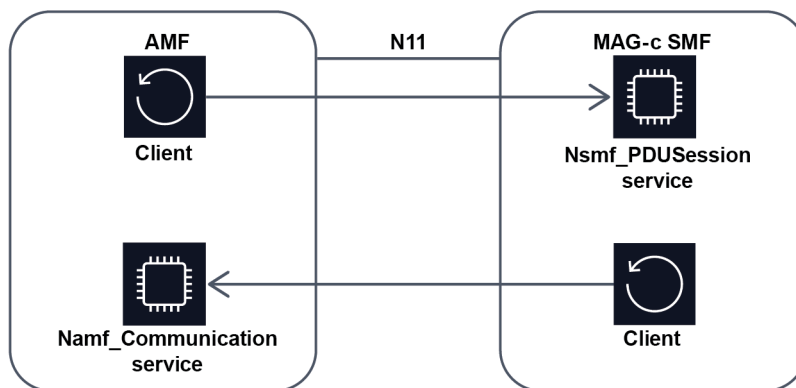 AMF
N11
MAG-c SMF
Client
Nsmf_PDUSession
service
Namf_Communication
service
Client